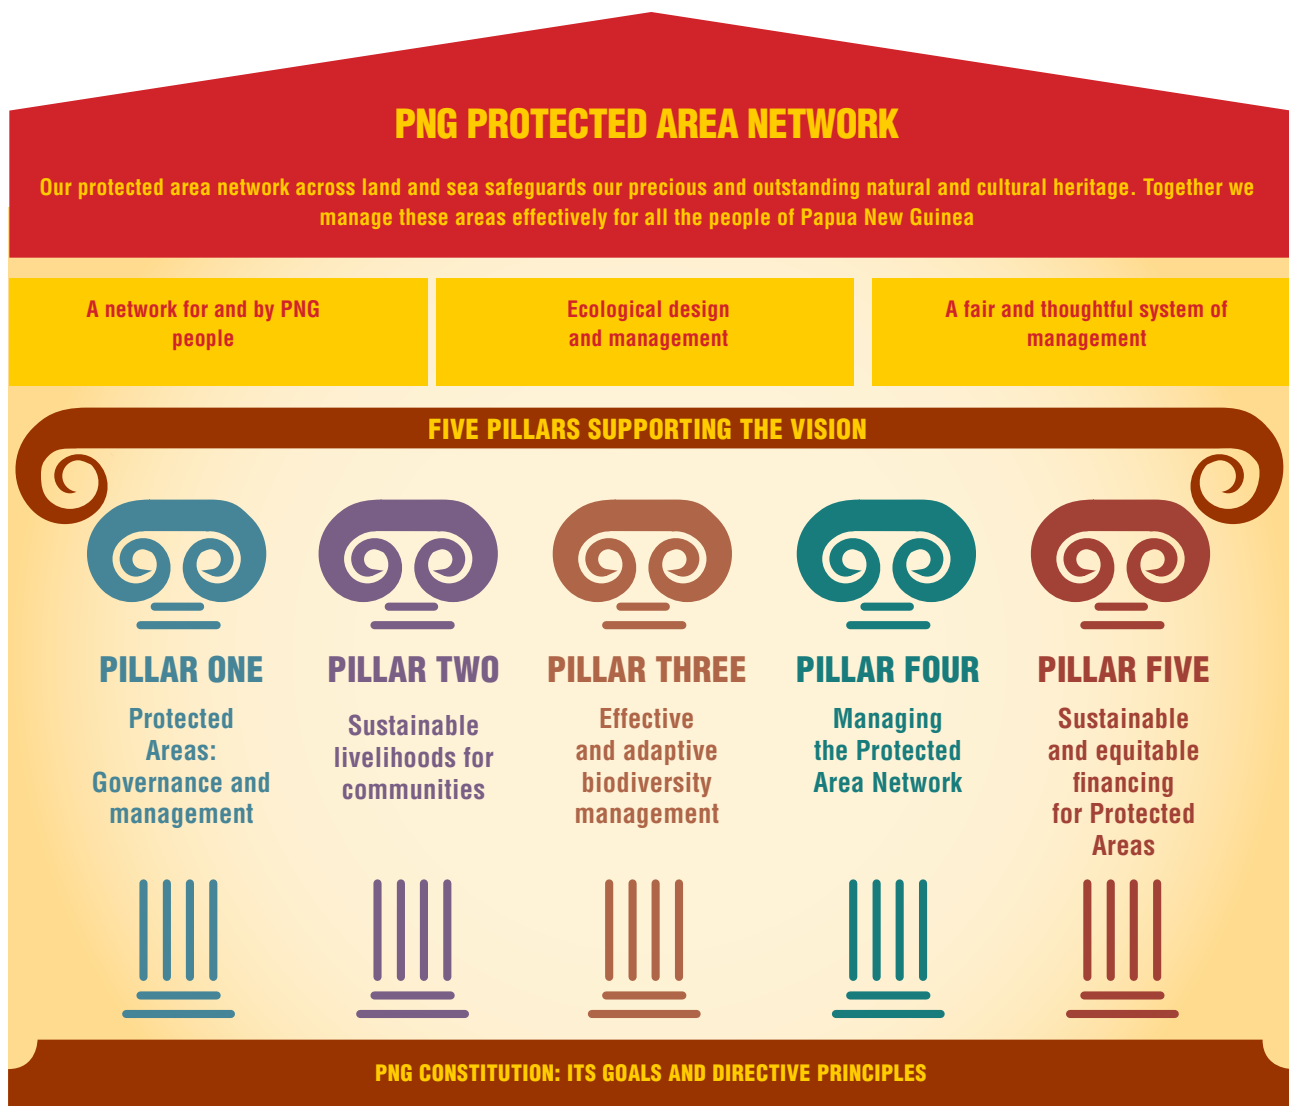 PNG PROTECTED AREA NETWORK
Our protected area network across land and sea safeguards our precious and outstanding natural and cultural heritage. Together we
manage these areas effectively for all the people of Papua New Guinea
A network for and by PNG
people
Ecological design
and management
A fair and thoughtful system of
management
FIVE PILLARS SUPPORTING THE VISION
PILLAR ONE
Protected
Areas:
Governance and
management
PILLAR TWO
Sustainable
livelihoods for
communities
PILLAR THREE
Effective
and adaptive
biodiversity
management
PILLAR FOUR
Managing
the Protected
Area Network
PILLAR FIVE
Sustainable
and equitable
financing
for Protected
Areas
PNG CONSTITUTION: ITS GOALS AND DIRECTIVE PRINCIPLES